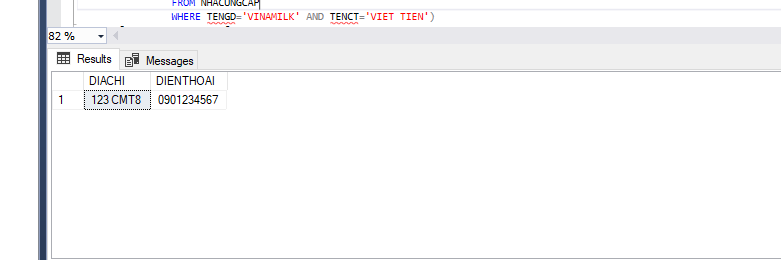 FROM NHACUNGCAP
WHERE TENGD='VINAMILK' AND TENCT='VIET TIEN')
82 %
Results Messages
DIACHI DIENTHOAI
1 123 CMT8 0901234567